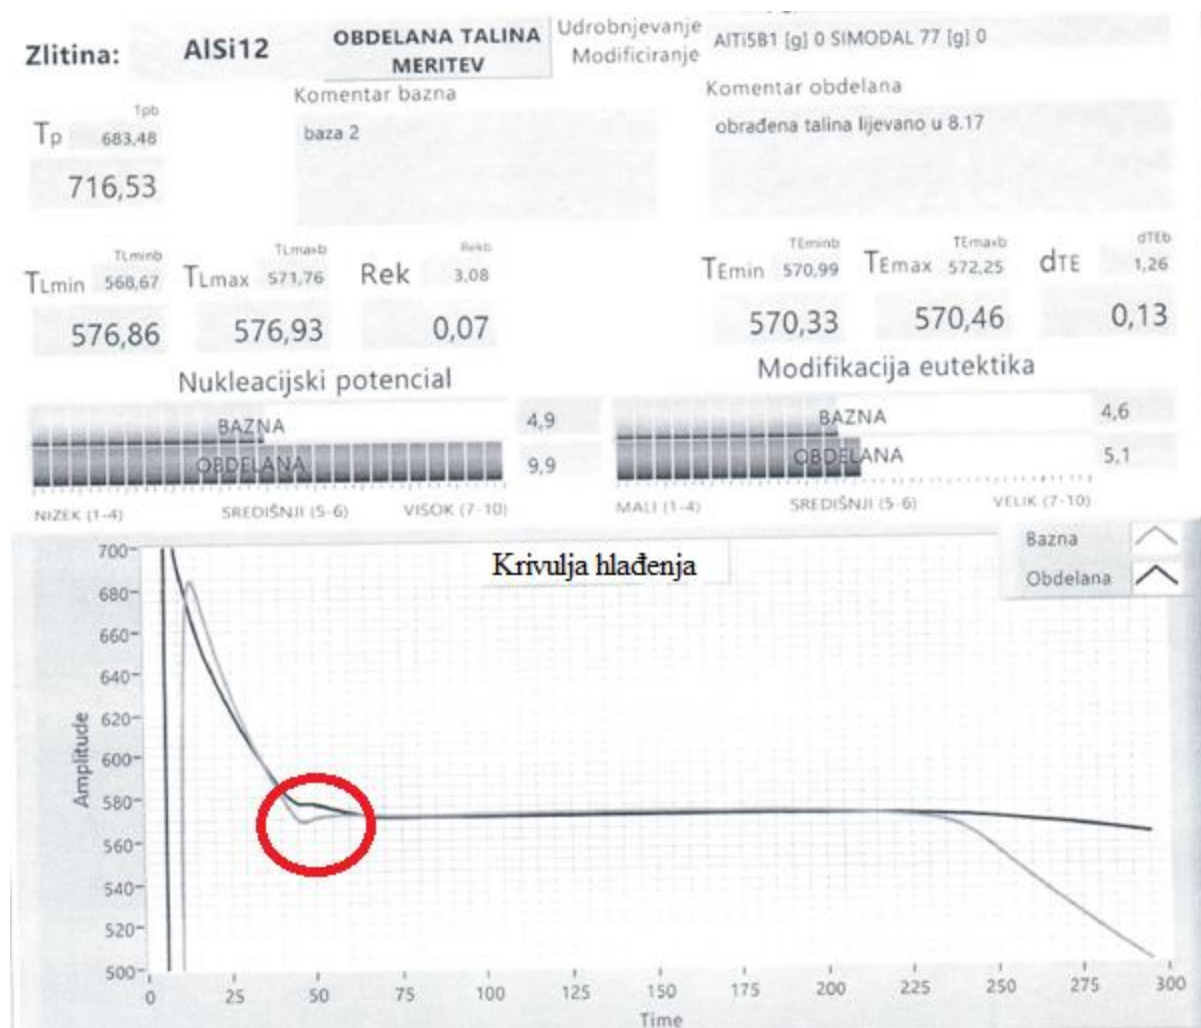 Zlitina: AlSi12 OBDELANA TALINA MERITEV
Udrobnjevanje
Modificiranje
AlTi5B1 [g] 0 SIMODAL 77 [g] 0
Komentar bazna
baza 2
Komentar obdelana
obrađena talina lijevano u 8.17
Tpb
Tp 683,48
716,53
TLminb TLmaxb Rekb TEminb TEmaxb dTEb
TLmin 568,67 TLmax 571,76 Rek 3,08 TEmin 570,99 TEmax 572,25 dTE 1,26
576,86 576,93 0,07 570,33 570,46 0,13
Nukleacijski potencial
BAZNA 4,9
OBDELANA 9,9
NIZEK (1-4) SREDIŠNJI (5-6) VISOK (7-10)
Modifikacija eutektika
BAZNA 4,6
OBDELANA 5,1
MALI (1-4) SREDIŠNJI (5-6) VELIK (7-10)
Krivulja hlađenja
Bazna
Obdelana
Amplitude
700
680
660
640
620
600
580
560
540
520
500
0 25 50 75 100 125 150 175 200 225 250 275 300
Time